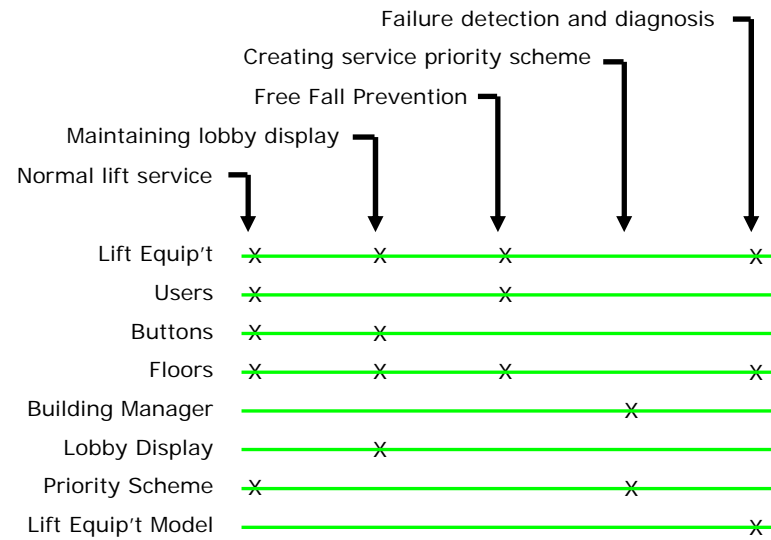 Failure detection and diagnosis
Creating service priority scheme
Free Fall Prevention
Maintaining lobby display
Normal lift service
Lift Equip't X X X X
Users X X
Buttons X X
Floors X X X X
Building Manager X
Lobby Display X
Priority Scheme X X
Lift Equip't Model X